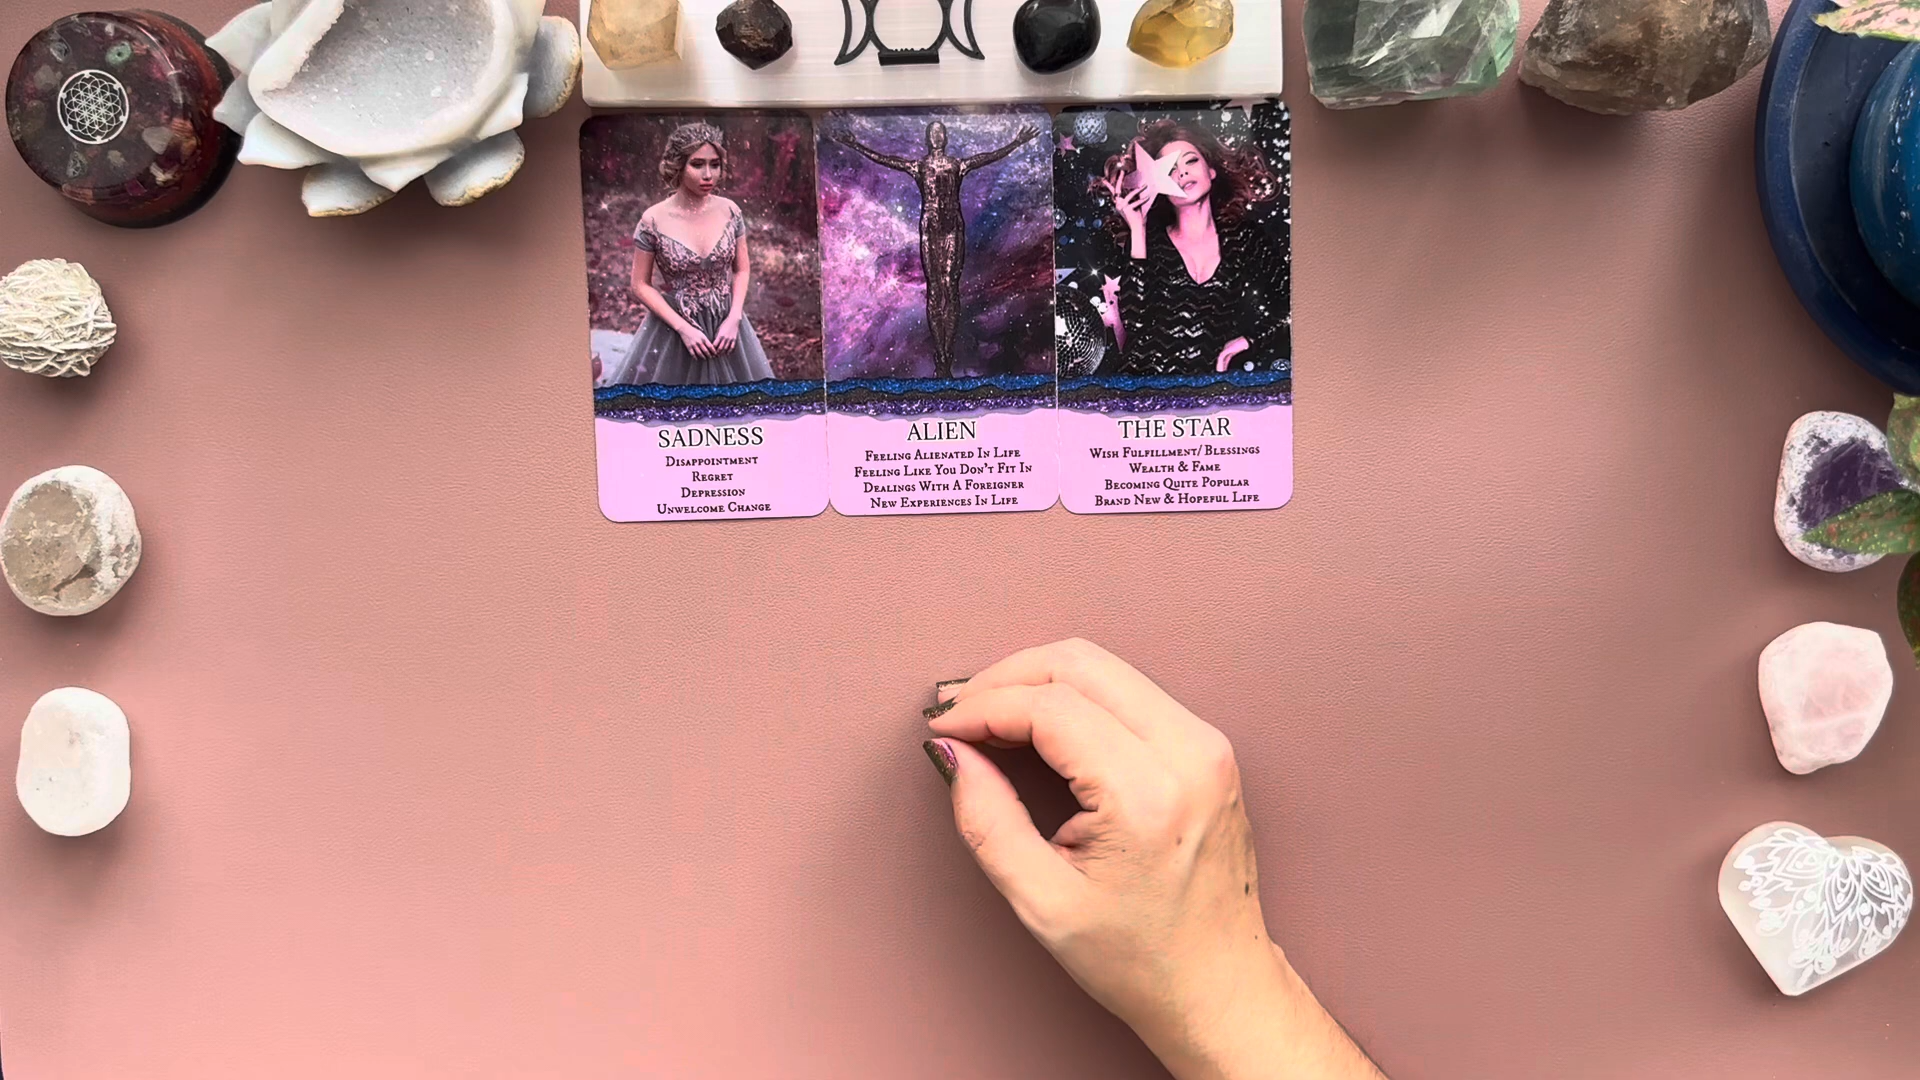 SADNESS
Disappointment
Regret
Depression
Unwelcome Change
ALIEN
Feeling Alienated In Life
Feeling Like You Don't Fit In
Dealings With A Foreigner
New Experiences In Life
THE STAR
Wish Fulfillment/Blessings
Wealth & Fame
Becoming Quite Popular
Brand New & Hopeful Life